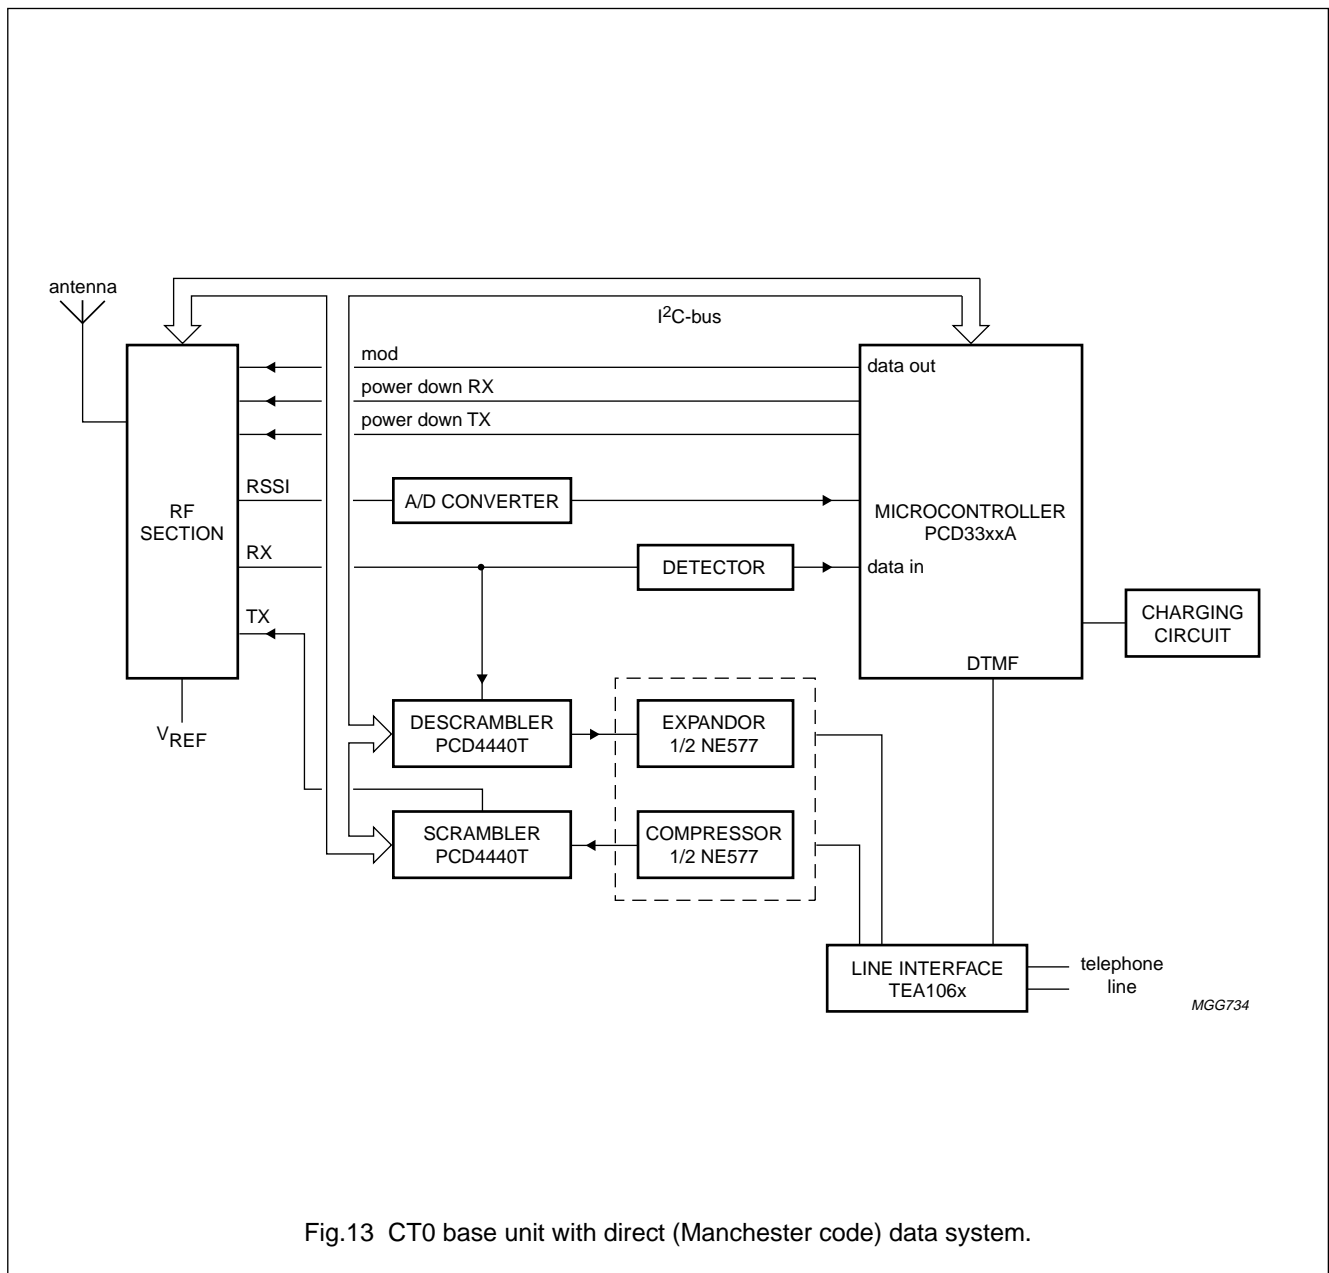 antenna
I2C-bus
mod
data out
power down RX
power down TX
RSSI
A/D CONVERTER
RF
SECTION
MICROCONTROLLER
PCD33xxA
RX
DETECTOR
data in
TX
CHARGING
CIRCUIT
DTMF
VREF
DESCRAMBLER
PCD4440T
EXPANDOR
1/2 NE577
SCRAMBLER
PCD4440T
COMPRESSOR
1/2 NE577
LINE INTERFACE
TEA106x
telephone
line
MGG734
Fig.13 CT0 base unit with direct (Manchester code) data system.